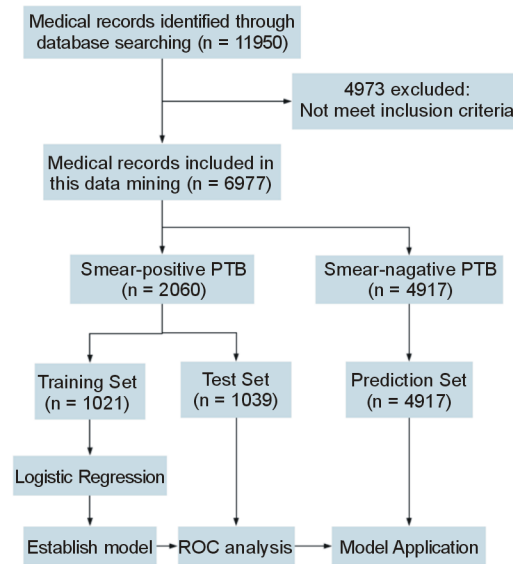 Medical records identified through
database searching (n = 11950)
4973 excluded:
Not meet inclusion criteria
Medical records included in
this data mining (n = 6977)
Smear-positive PTB
(n = 2060)
Smear-nagative PTB
(n = 4917)
Training Set
(n = 1021)
Test Set
(n = 1039)
Prediction Set
(n = 4917)
Logistic Regression
Establish model
ROC analysis
Model Application